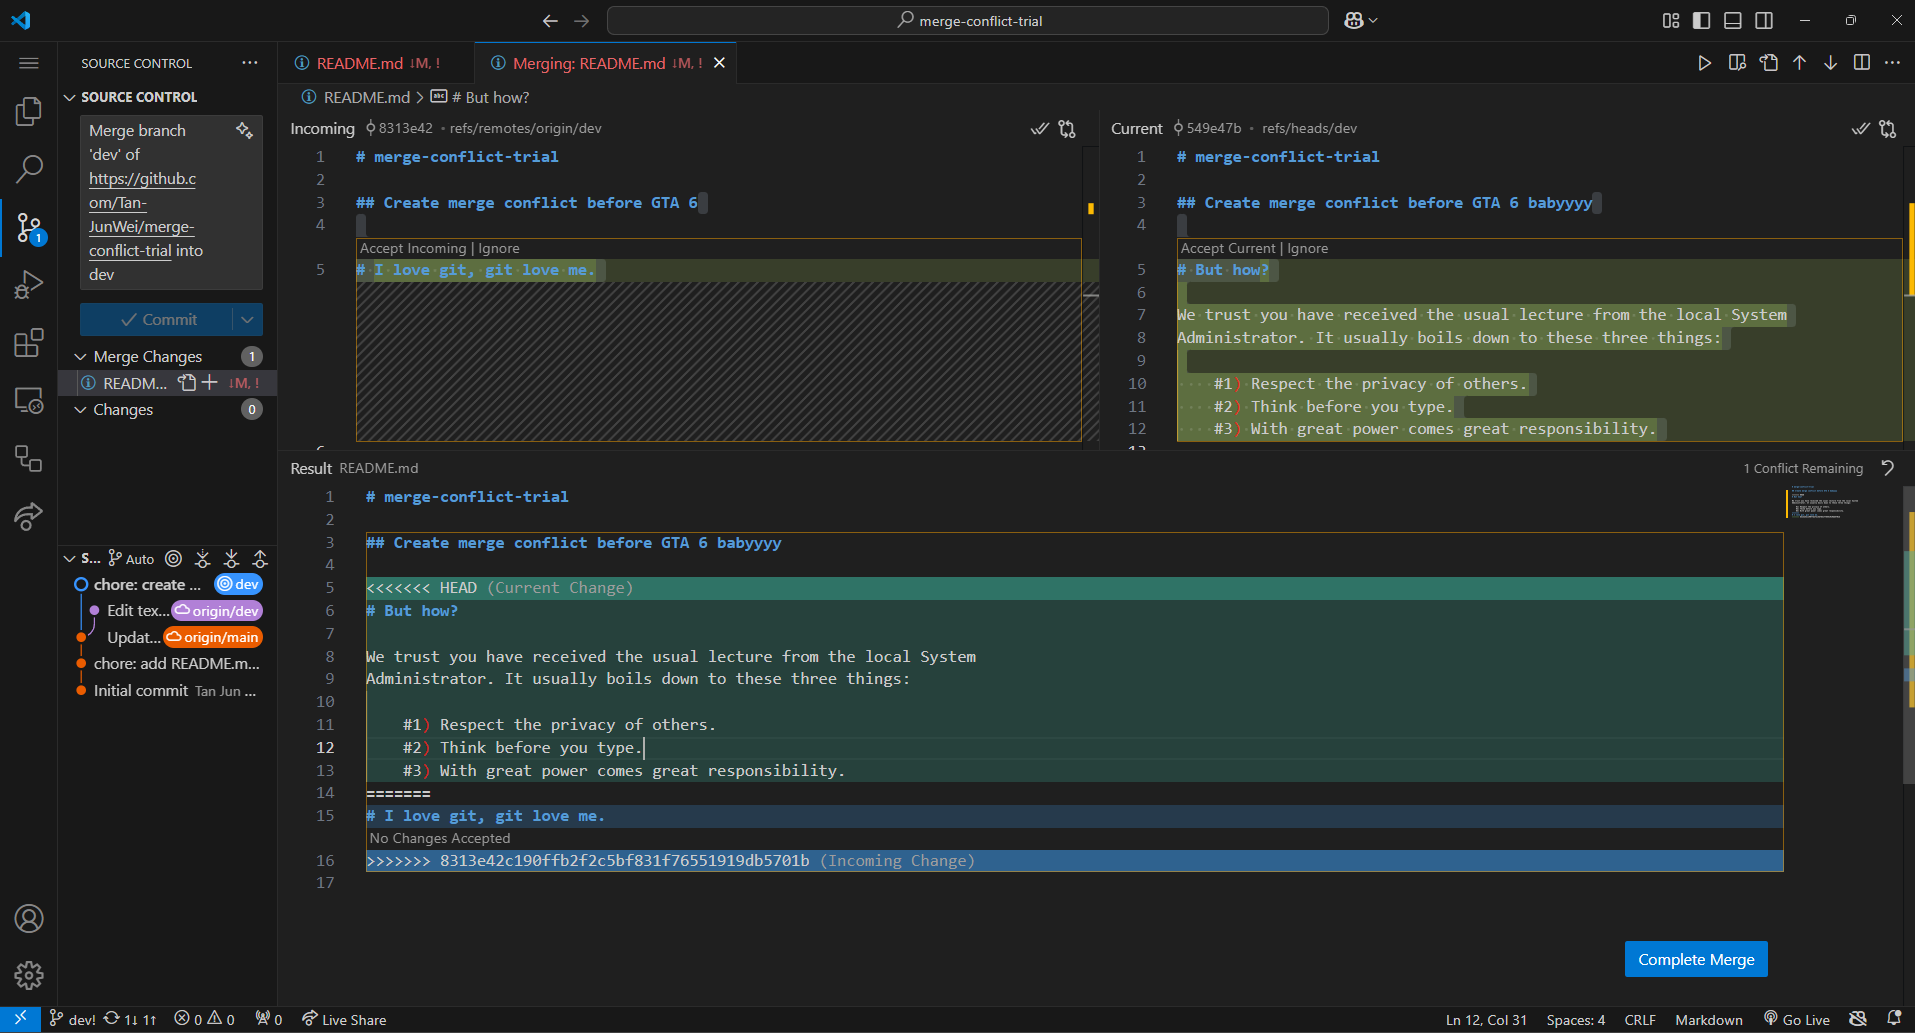 merge-conflict-trial
SOURCE CONTROL
SOURCE CONTROL
Merge branch
'dev' of
https://github.c
om/Tan-
JunWei/merge-
conflict-trial into
dev
Commit
Merge Changes 1
READM... ↓M, !
Changes 0
1
S... Auto
chore: create ... dev
Edit tex... origin/dev
Updat... origin/main
chore: add README.m...
Initial commit Tan Jun ...
README.md ↓M, !
Merging: README.md ↓M, !
README.md > # But how?
Incoming 8313e42 • refs/remotes/origin/dev
1 # merge-conflict-trial
2
3 ## Create merge conflict before GTA 6
4
Accept Incoming | Ignore
5 # I love git, git love me.
Current 549e47b • refs/heads/dev
1 # merge-conflict-trial
2
3 ## Create merge conflict before GTA 6 babyyyy
4
Accept Current | Ignore
5 # But how?
6
7 We trust you have received the usual lecture from the local System
8 Administrator. It usually boils down to these three things:
9
10 #1) Respect the privacy of others.
11 #2) Think before you type.
12 #3) With great power comes great responsibility.
Result README.md
1 Conflict Remaining
1 # merge-conflict-trial
2
3 ## Create merge conflict before GTA 6 babyyyy
4
5 <<<<<<< HEAD (Current Change)
6 # But how?
7
8 We trust you have received the usual lecture from the local System
9 Administrator. It usually boils down to these three things:
10
11 #1) Respect the privacy of others.
12 #2) Think before you type.
13 #3) With great power comes great responsibility.
14 =======
15 # I love git, git love me.
No Changes Accepted
16 >>>>>>> 8313e42c190ffb2f2c5bf831f76551919db5701b (Incoming Change)
17
Complete Merge
dev! 1↓ 1↑ 0 0 0 Live Share
Ln 12, Col 31 Spaces: 4 CRLF Markdown Go Live